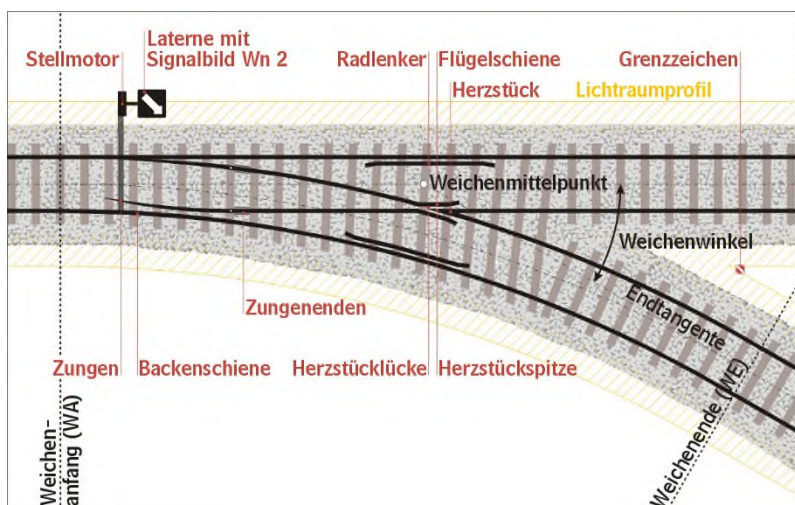 Laterne mit
Signalbild Wn 2
Stellmotor
Radlenker
Flügelschiene
Grenzzeichen
Herzstück
Lichtraumprofil
Weichenmittelpunkt
Weichenwinkel
Endtangente
Zungenenden
Zungen
Backenschiene
Herzstücklücke
Herzstückspitze
Weichen-
anfang (WA)
Weichenende (WE)